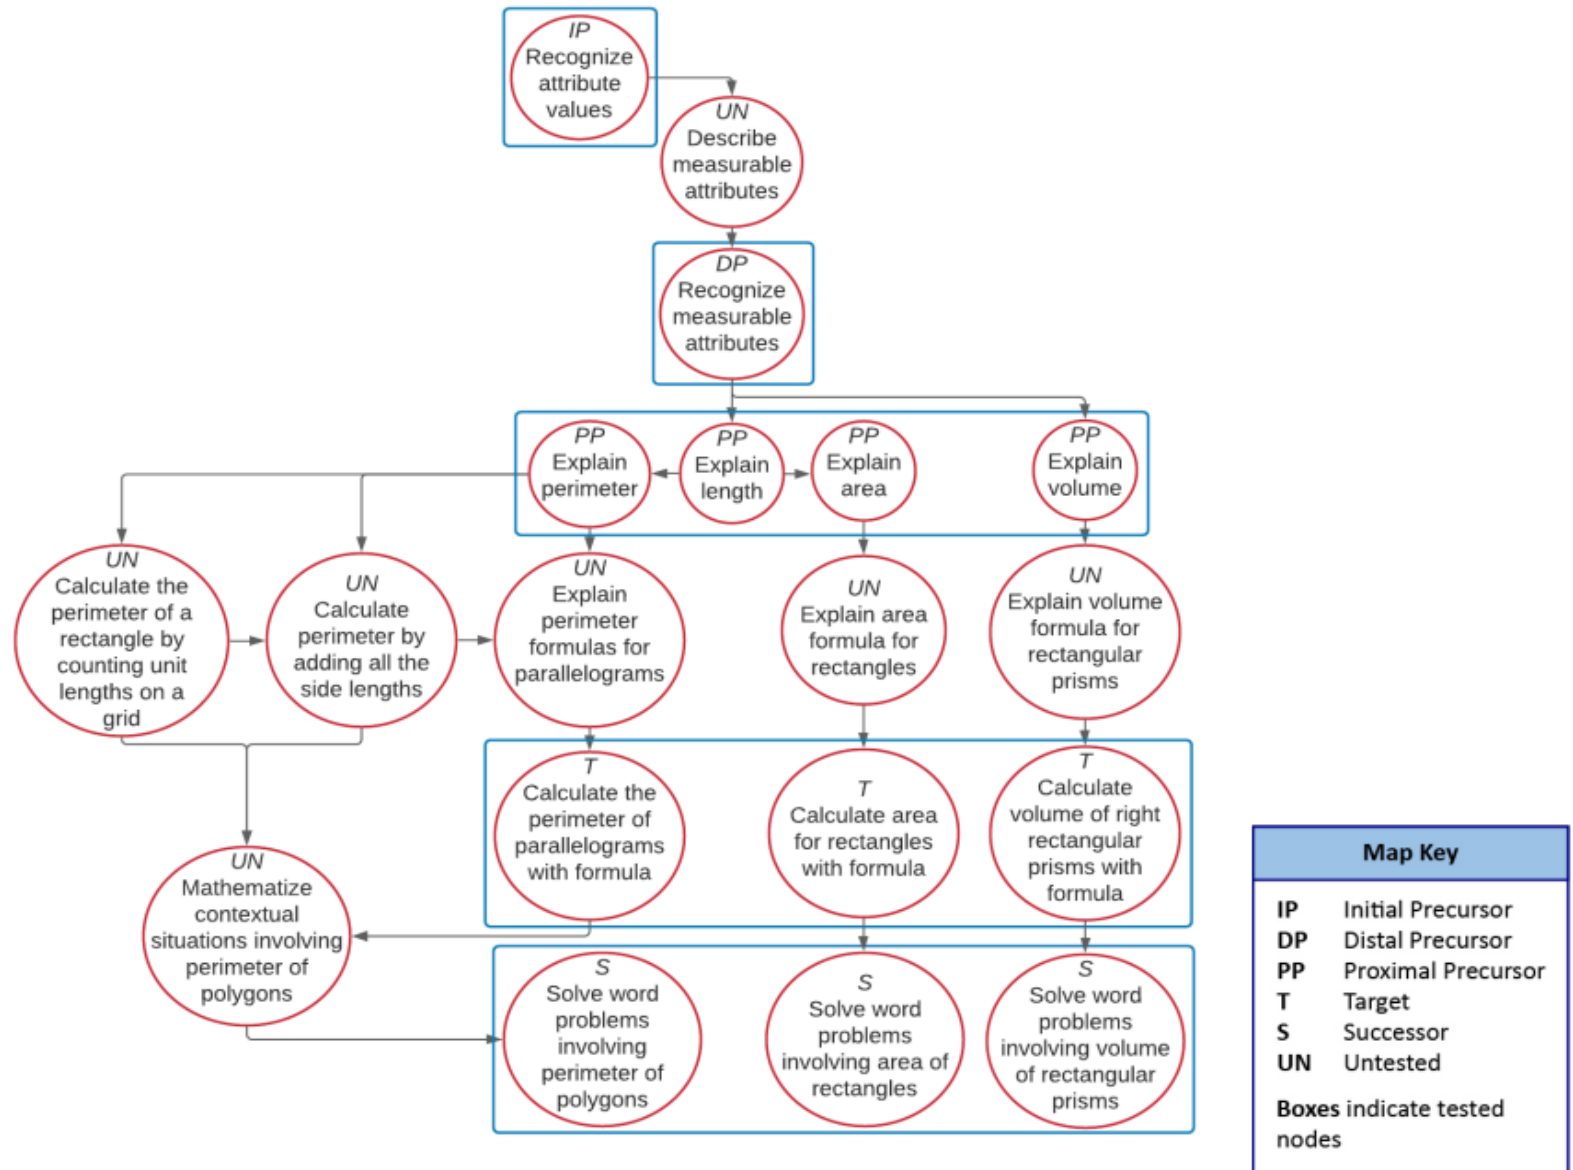 IP
Recognize
attribute
values
UN
Describe
measurable
attributes
DP
Recognize
measurable
attributes
PP
Explain
perimeter
PP
Explain
length
PP
Explain
area
PP
Explain
volume
UN
Calculate the
perimeter of a
rectangle by
counting unit
lengths on a
grid
UN
Calculate
perimeter by
adding all the
side lengths
UN
Explain
perimeter
formulas for
parallelograms
UN
Explain area
formula for
rectangles
UN
Explain volume
formula for
rectangular
prisms
T
Calculate the
perimeter of
parallelograms
with formula
T
Calculate area
for rectangles
with formula
T
Calculate
volume of right
rectangular
prisms with
formula
UN
Mathematize
contextual
situations involving
perimeter of
polygons
S
Solve word
problems
involving
perimeter of
polygons
S
Solve word
problems
involving area of
rectangles
S
Solve word
problems
involving volume
of rectangular
prisms
Map Key
IP Initial Precursor
DP Distal Precursor
PP Proximal Precursor
T Target
S Successor
UN Untested
Boxes indicate tested
nodes